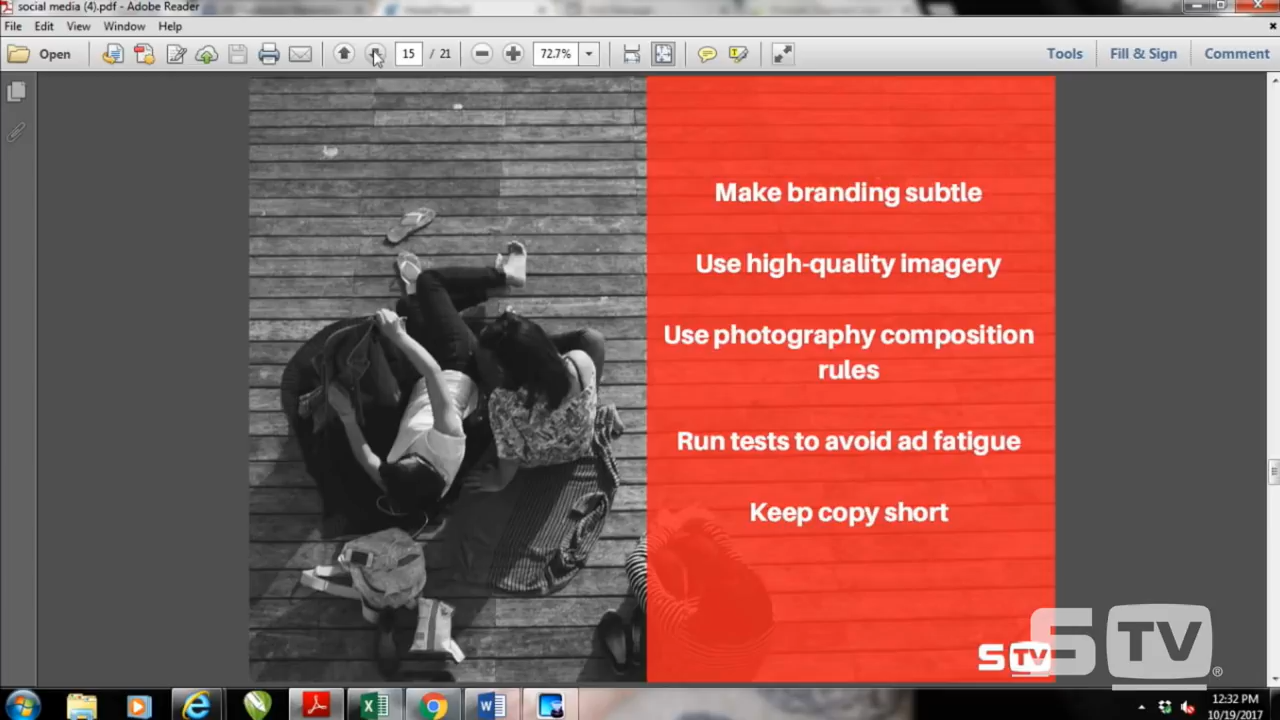 social media (4).pdf - Adobe Reader
File Edit View Window Help
Open 15 / 21 72.7% Tools Fill & Sign Comment
Make branding subtle
Use high-quality imagery
Use photography composition
rules
Run tests to avoid ad fatigue
Keep copy short
STV
STV®
12:32 PM
10/19/2017